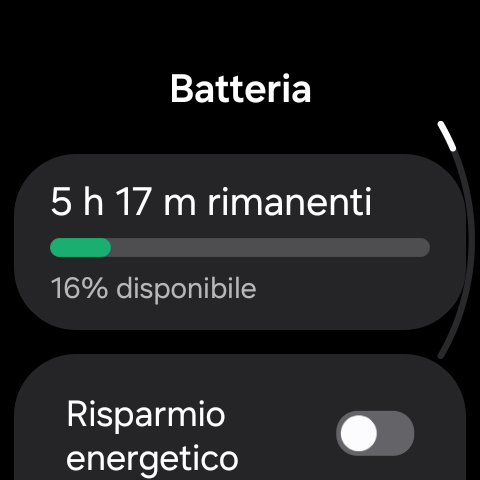 Batteria
5 h 17 m rimanenti
16% disponibile
Risparmio
energetico